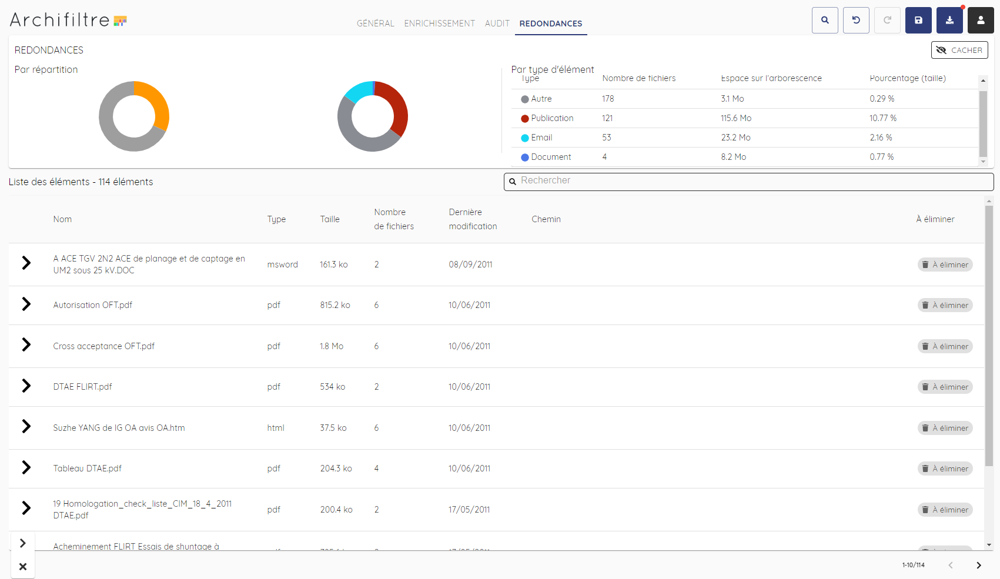 Archifiltre
GÉNÉRAL ENRICHISSEMENT AUDIT REDONDANCES
REDONDANCES
CACHER
Par répartition
Par type d'élément
Type Nombre de fichiers Espace sur l'arborescence Pourcentage (taille)
Autre 178 3.1 Mo 0.29 %
Publication 121 115.6 Mo 10.77 %
Email 53 23.2 Mo 2.16 %
Document 4 8.2 Mo 0.77 %
Liste des éléments - 114 éléments
Rechercher
Nom Type Taille Nombre de fichiers Dernière modification Chemin À éliminer
A ACE TGV 2N2 ACE de planage et de captage en
UM2 sous 25 kV.DOC
msword 161.3 ko 2 08/09/2011 À éliminer
Autorisation OFT.pdf pdf 815.2 ko 6 10/06/2011 À éliminer
Cross acceptance OFT.pdf pdf 1.8 Mo 6 10/06/2011 À éliminer
DTAE FLIRT.pdf pdf 534 ko 2 10/06/2011 À éliminer
Suzhe YANG de IG OA avis OA.htm html 37.5 ko 6 10/06/2011 À éliminer
Tableau DTAE.pdf pdf 204.3 ko 4 10/06/2011 À éliminer
19 Homologation_check_liste_CIM_18_4_2011
DTAE.pdf
pdf 200.4 ko 2 17/05/2011 À éliminer
Acheminement FLIRT Essais de shuntage à
1-10/114